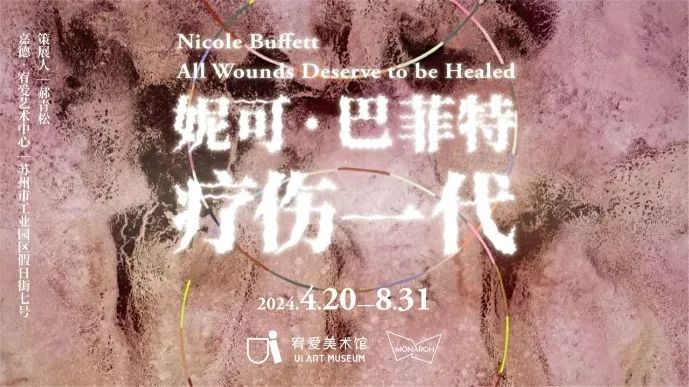 策展人｜郝青松
嘉德·宥爱艺术中心｜苏州市工业园区假日街七号
Nicole Buffett
All Wounds Deserve to be Healed
妮可·巴菲特
疗伤一代
2024.4.20—8.31
宥爱美术馆
Ui ART MUSEUM
MONARCH